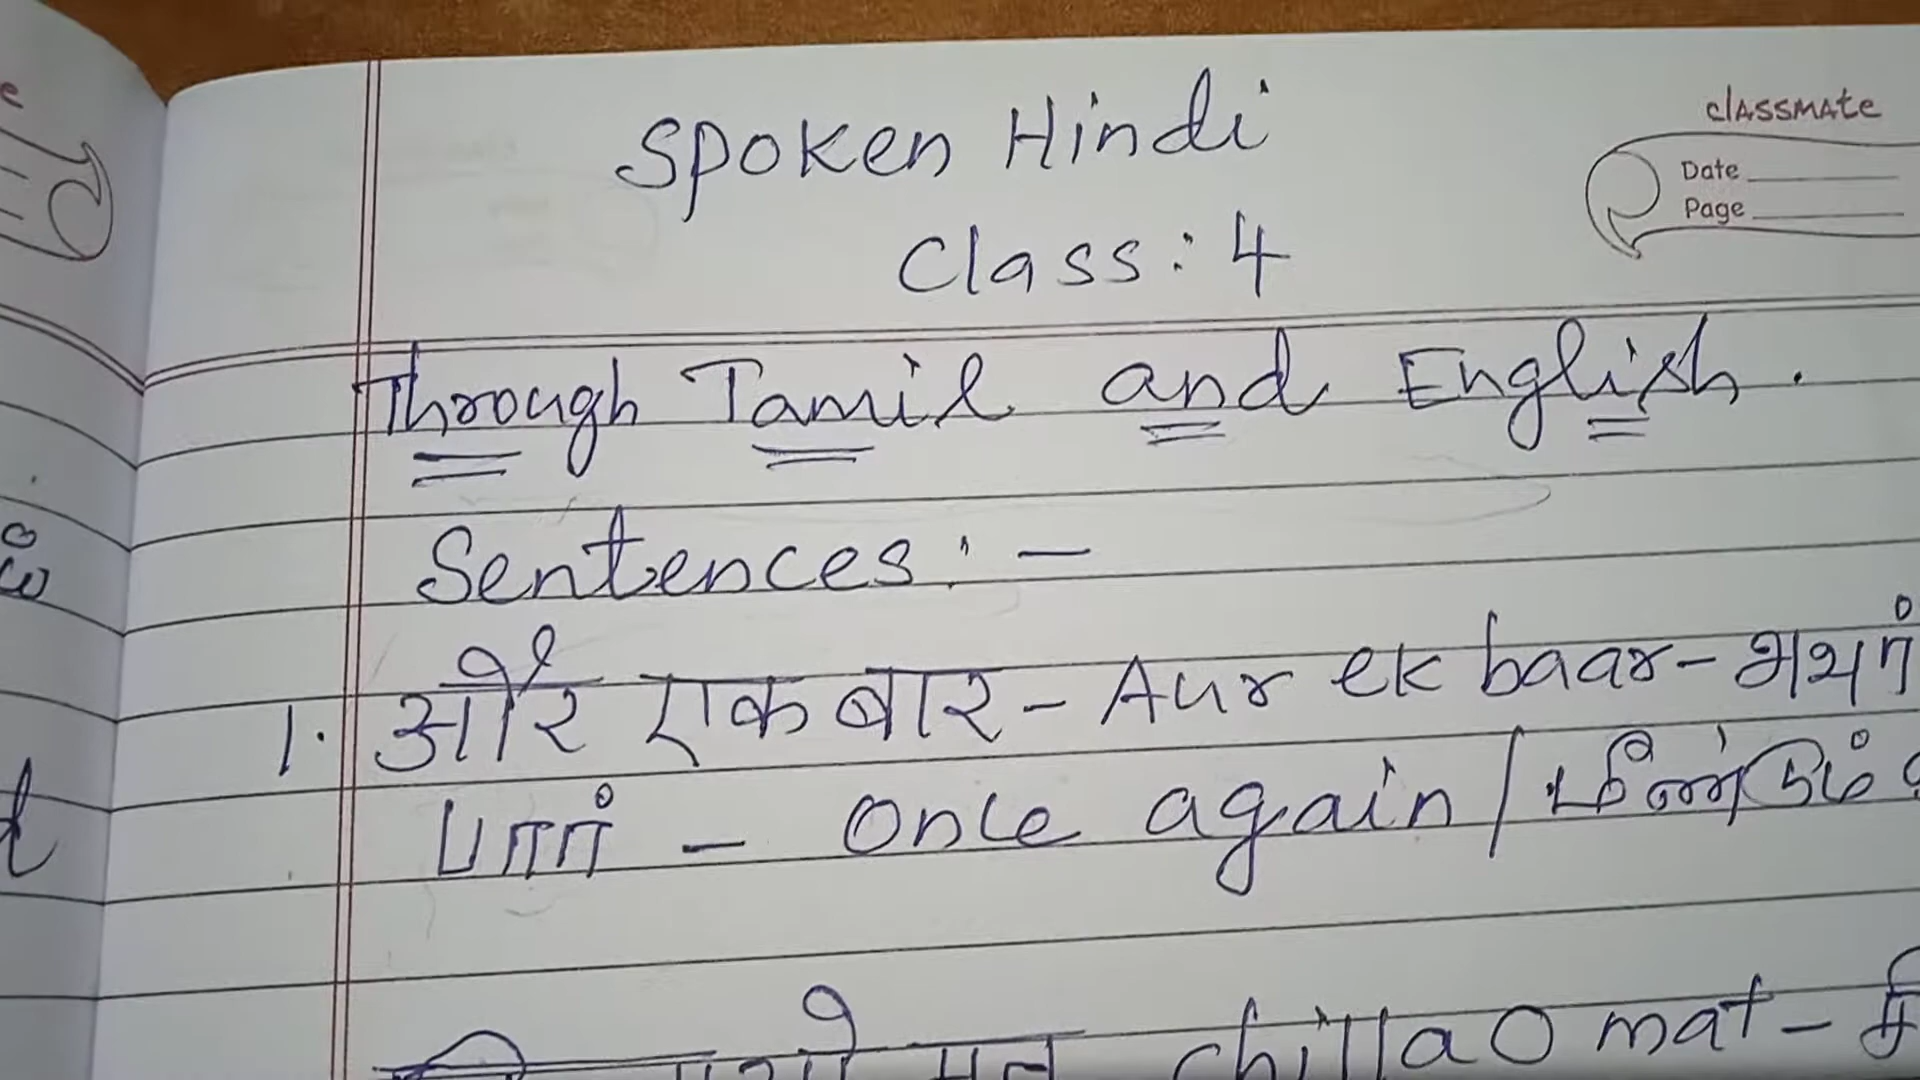 Spoken Hindi
classmate
Date
Page
Class: 4
Through Tamil and English.
Sentences: —
1. और एक बार - Aur ek baar -
பார் - Once again / மீண்டும்
मत chillao mat -